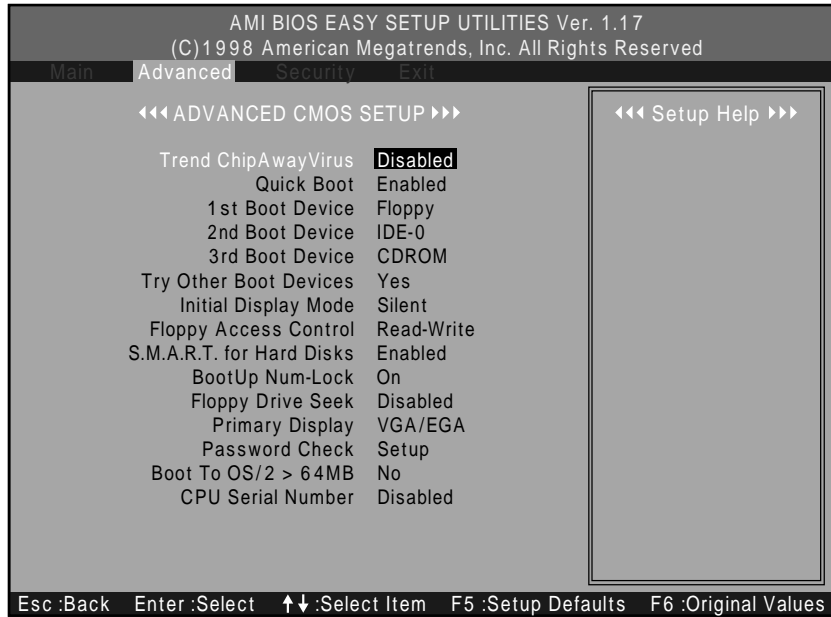 AMI BIOS EASY SETUP UTILITIES Ver. 1.17
(C)1998 American Megatrends, Inc. All Rights Reserved
Main Advanced Security Exit
ADVANCED CMOS SETUP
Setup Help
Trend ChipAwayVirus Disabled
Quick Boot Enabled
1st Boot Device Floppy
2nd Boot Device IDE-0
3rd Boot Device CDROM
Try Other Boot Devices Yes
Initial Display Mode Silent
Floppy Access Control Read-Write
S.M.A.R.T. for Hard Disks Enabled
BootUp Num-Lock On
Floppy Drive Seek Disabled
Primary Display VGA/EGA
Password Check Setup
Boot To OS/2 > 64MB No
CPU Serial Number Disabled
Esc :Back Enter :Select ↑↓ :Select Item F5 :Setup Defaults F6 :Original Values